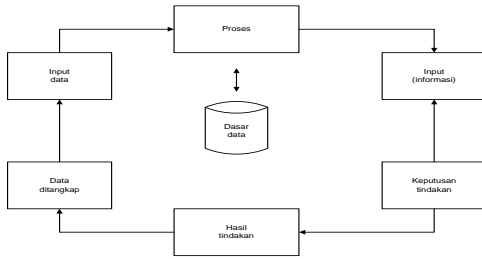 Proses
Input
data
Input
(informasi)
Dasar
data
Data
ditangkap
Keputusan
tindakan
Hasil
tindakan